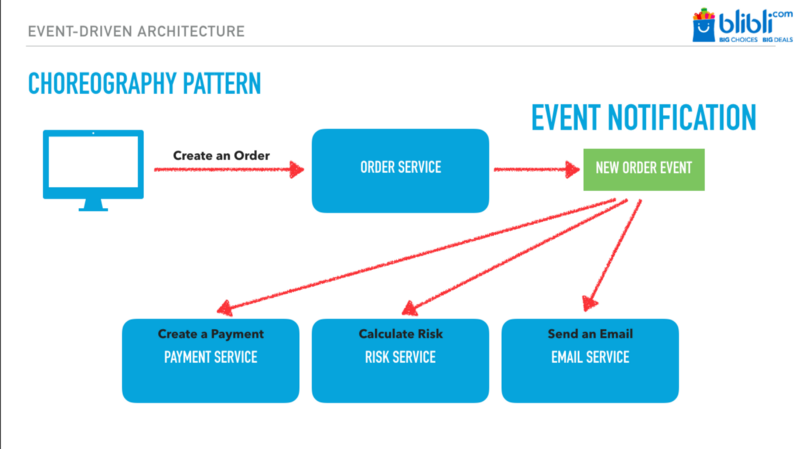 EVENT-DRIVEN ARCHITECTURE
blibli.com
BIG CHOICES BIG DEALS
CHOREOGRAPHY PATTERN
EVENT NOTIFICATION
Create an Order
ORDER SERVICE
NEW ORDER EVENT
Create a Payment
PAYMENT SERVICE
Calculate Risk
RISK SERVICE
Send an Email
EMAIL SERVICE